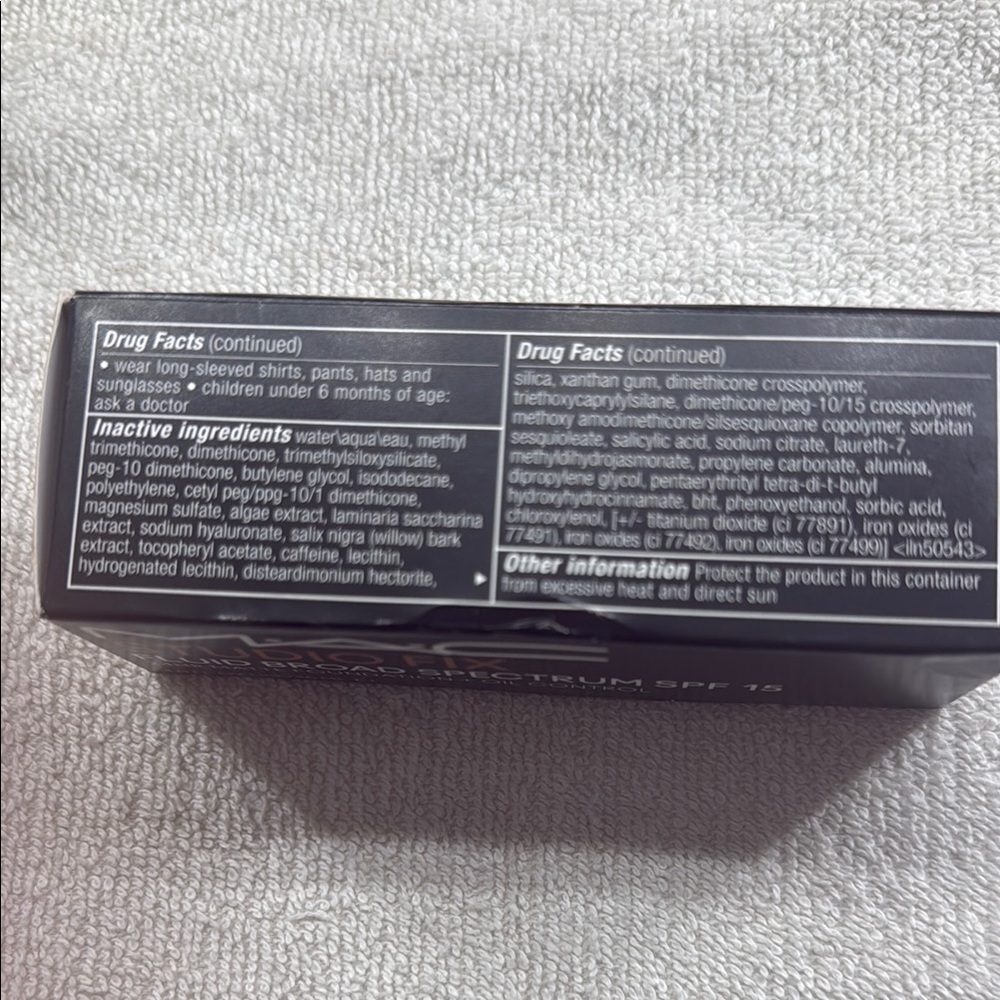 Drug Facts (continued)
• wear long-sleeved shirts, pants, hats and
sunglasses • children under 6 months of age:
ask a doctor
Inactive ingredients water\aqua\eau, methyl
trimethicone, dimethicone, trimethylsiloxysilicate,
peg-10 dimethicone, butylene glycol, isododecane,
polyethylene, cetyl peg/ppg-10/1 dimethicone,
magnesium sulfate, algae extract, laminaria saccharina
extract, sodium hyaluronate, salix nigra (willow) bark
extract, tocopheryl acetate, caffeine, lecithin,
hydrogenated lecithin, disteardimonium hectorite,
Drug Facts (continued)
silica, xanthan gum, dimethicone crosspolymer,
triethoxycaprylylsilane, dimethicone/peg-10/15 crosspolymer,
methoxy amodimethicone/silsesquioxane copolymer, sorbitan
sesquioleate, salicylic acid, sodium citrate, laureth-7,
methyldihydrojasmonate, propylene carbonate, alumina,
dipropylene glycol, pentaerythrityl tetra-di-t-butyl
hydroxyhydrocinnamate, bht, phenoxyethanol, sorbic acid,
chloroxylenol, [+/- titanium dioxide (ci 77891), iron oxides (ci
77491), iron oxides (ci 77492), iron oxides (ci 77499)] <iln50543>
Other information Protect the product in this container
from excessive heat and direct sun
M·A·C
STUDIO FIX
FLUID BROAD SPECTRUM SPF 15
CONTROL